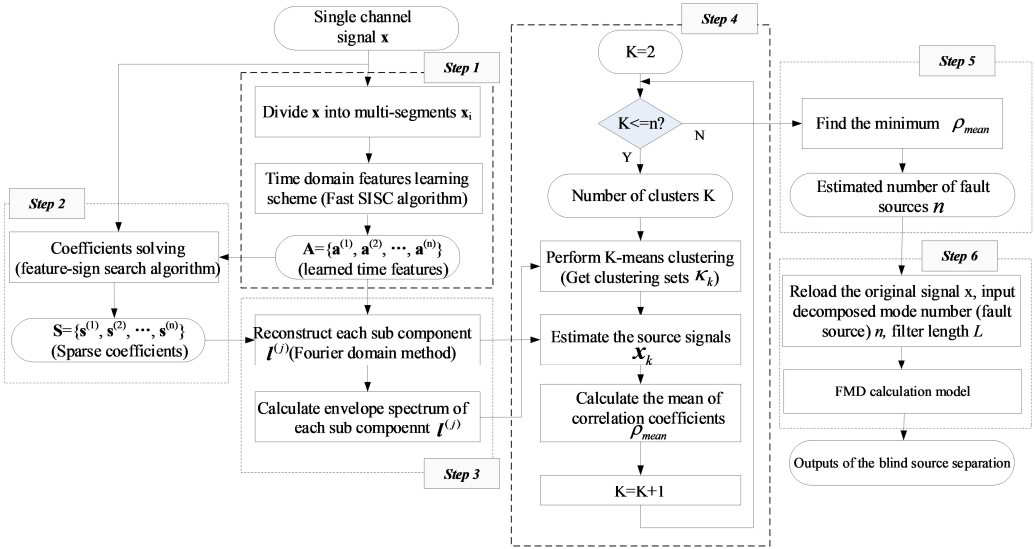 Single channel
signal x
Step 1
Divide x into multi-segments xi
Time domain features learning
scheme (Fast SISC algorithm)
A={a(1), a(2), ⋯, a(n)}
(learned time features)
Step 2
Coefficients solving
(feature-sign search algorithm)
S={s(1), s(2), ⋯, s(n)}
(Sparse coefficients)
Reconstruct each sub component
l(j)(Fourier domain method)
Calculate envelope spectrum of
each sub compoennt l(j)
Step 3
Step 4
K=2
K<=n?
N
Y
Number of clusters K
Perform K-means clustering
(Get clustering sets κk)
Estimate the source signals
xk
Calculate the mean of
correlation coefficients
ρmean
K=K+1
Step 5
Find the minimum ρmean
Estimated number of fault
sources n
Step 6
Reload the original signal x, input
decomposed mode number (fault
source) n, filter length L
FMD calculation model
Outputs of the blind source separation